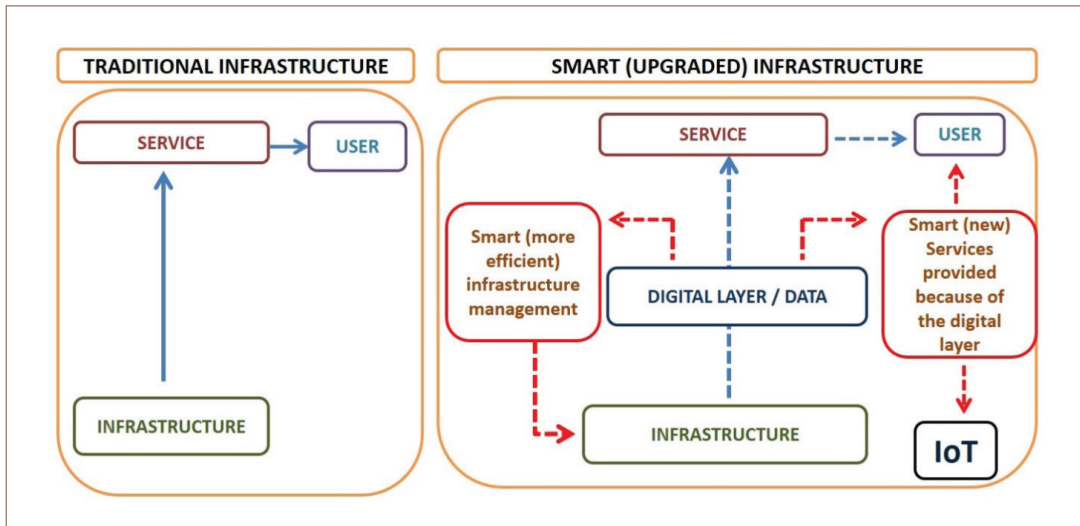 TRADITIONAL INFRASTRUCTURE
SERVICE
USER
INFRASTRUCTURE
SMART (UPGRADED) INFRASTRUCTURE
SERVICE
USER
Smart (more
efficient)
infrastructure
management
DIGITAL LAYER / DATA
Smart (new)
Services
provided
because of
the digital
layer
INFRASTRUCTURE
IoT